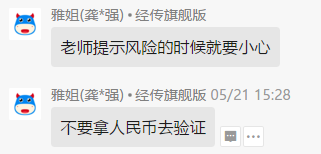 雅姐(龚*强) • 经传旗舰版
老师提示风险的时候就要小心
雅姐(龚*强) • 经传旗舰版 05/21 15:28
不要拿人民币去验证